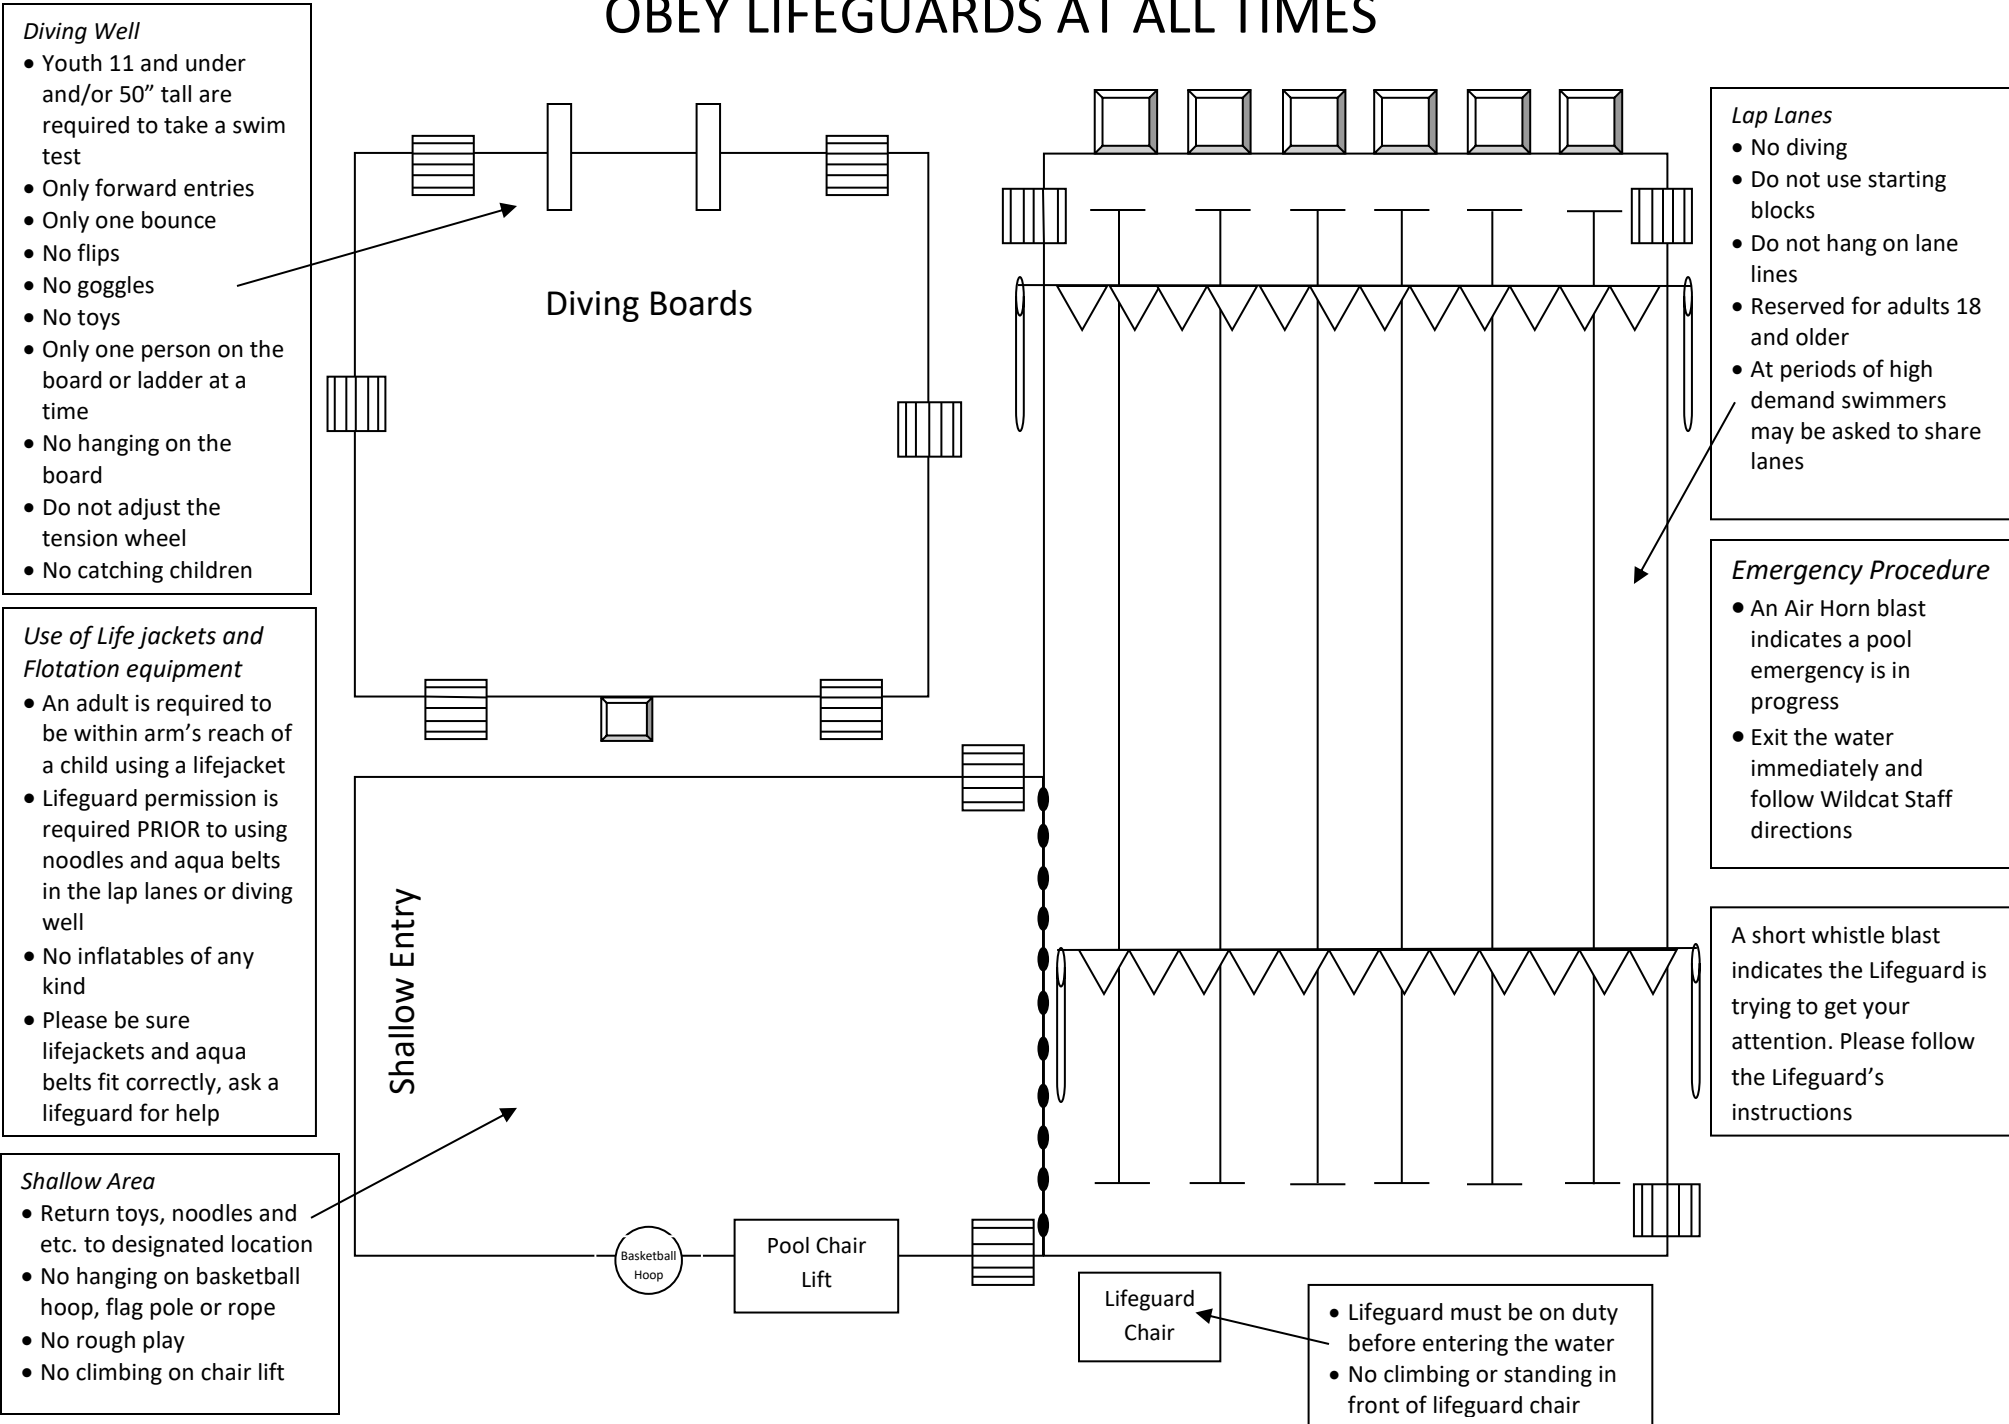 OBEY LIFEGUARDS AT ALL TIMES
Diving Well
• Youth 11 and under
and/or 50” tall are
required to take a swim
test
• Only forward entries
• Only one bounce
• No flips
• No goggles
• No toys
• Only one person on the
board or ladder at a
time
• No hanging on the
board
• Do not adjust the
tension wheel
• No catching children
Use of Life jackets and
Flotation equipment
• An adult is required to
be within arm’s reach of
a child using a lifejacket
• Lifeguard permission is
required PRIOR to using
noodles and aqua belts
in the lap lanes or diving
well
• No inflatables of any
kind
• Please be sure
lifejackets and aqua
belts fit correctly, ask a
lifeguard for help
Shallow Area
• Return toys, noodles and
etc. to designated location
• No hanging on basketball
hoop, flag pole or rope
• No rough play
• No climbing on chair lift
Diving Boards
Shallow Entry
Basketball
Hoop
Pool Chair
Lift
Lifeguard
Chair
• Lifeguard must be on duty
before entering the water
• No climbing or standing in
front of lifeguard chair
Lap Lanes
• No diving
• Do not use starting
blocks
• Do not hang on lane
lines
• Reserved for adults 18
and older
• At periods of high
demand swimmers
may be asked to share
lanes
Emergency Procedure
• An Air Horn blast
indicates a pool
emergency is in
progress
• Exit the water
immediately and
follow Wildcat Staff
directions
A short whistle blast
indicates the Lifeguard is
trying to get your
attention. Please follow
the Lifeguard’s
instructions